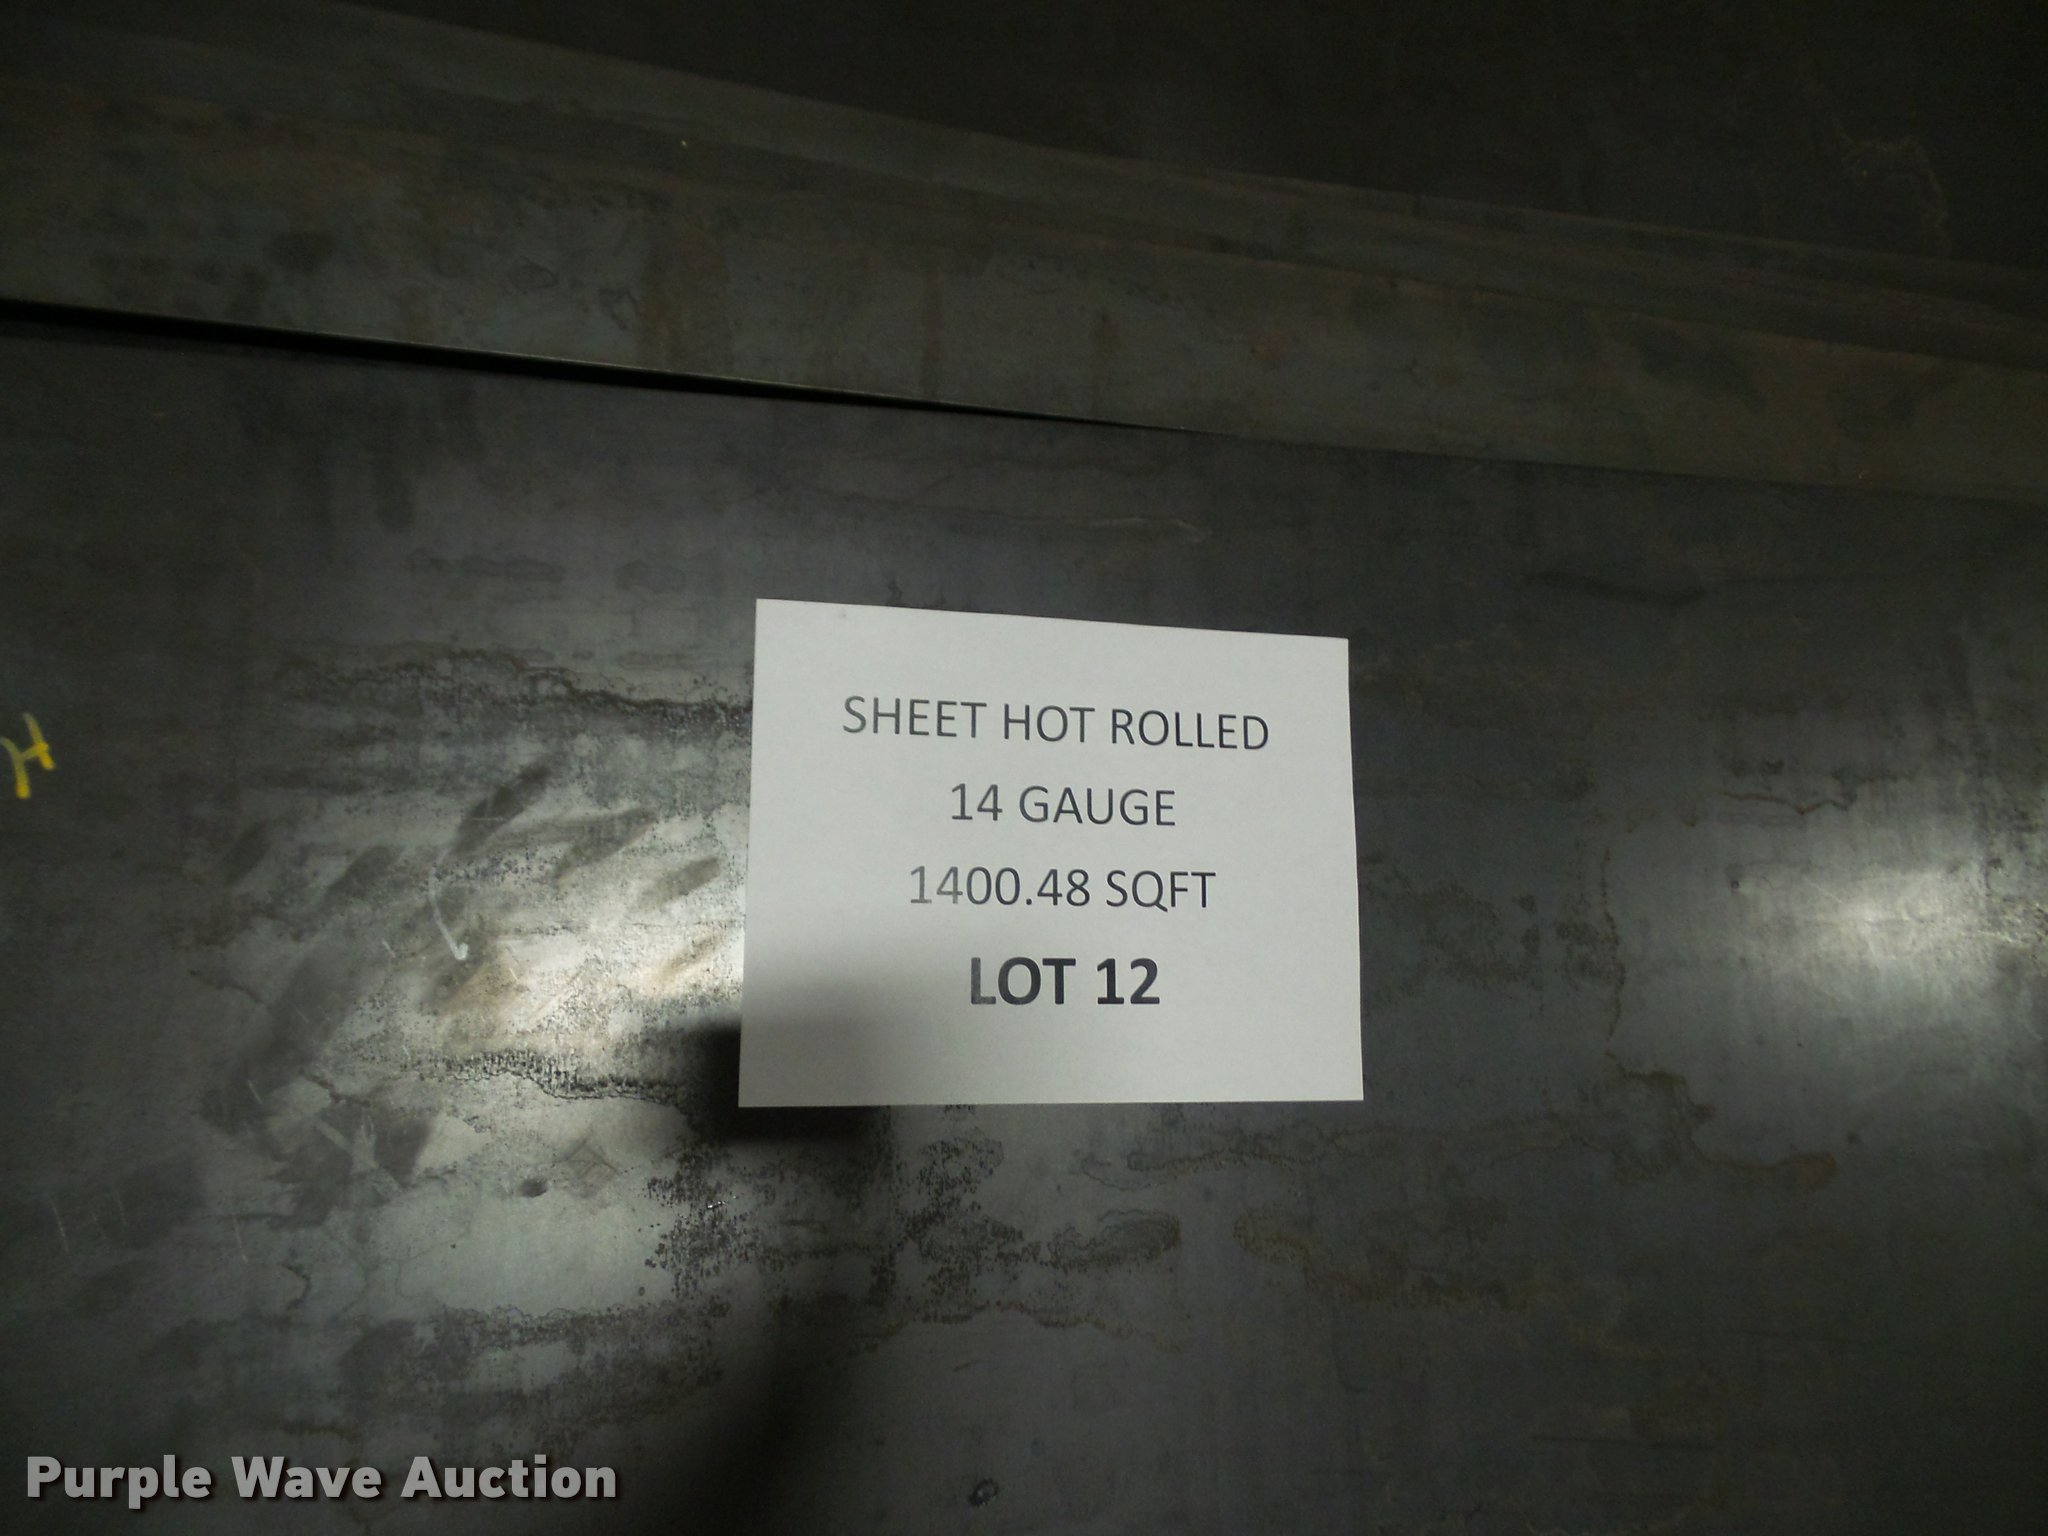 SHEET HOT ROLLED
14 GAUGE
1400.48 SQFT
LOT 12
Purple Wave Auction